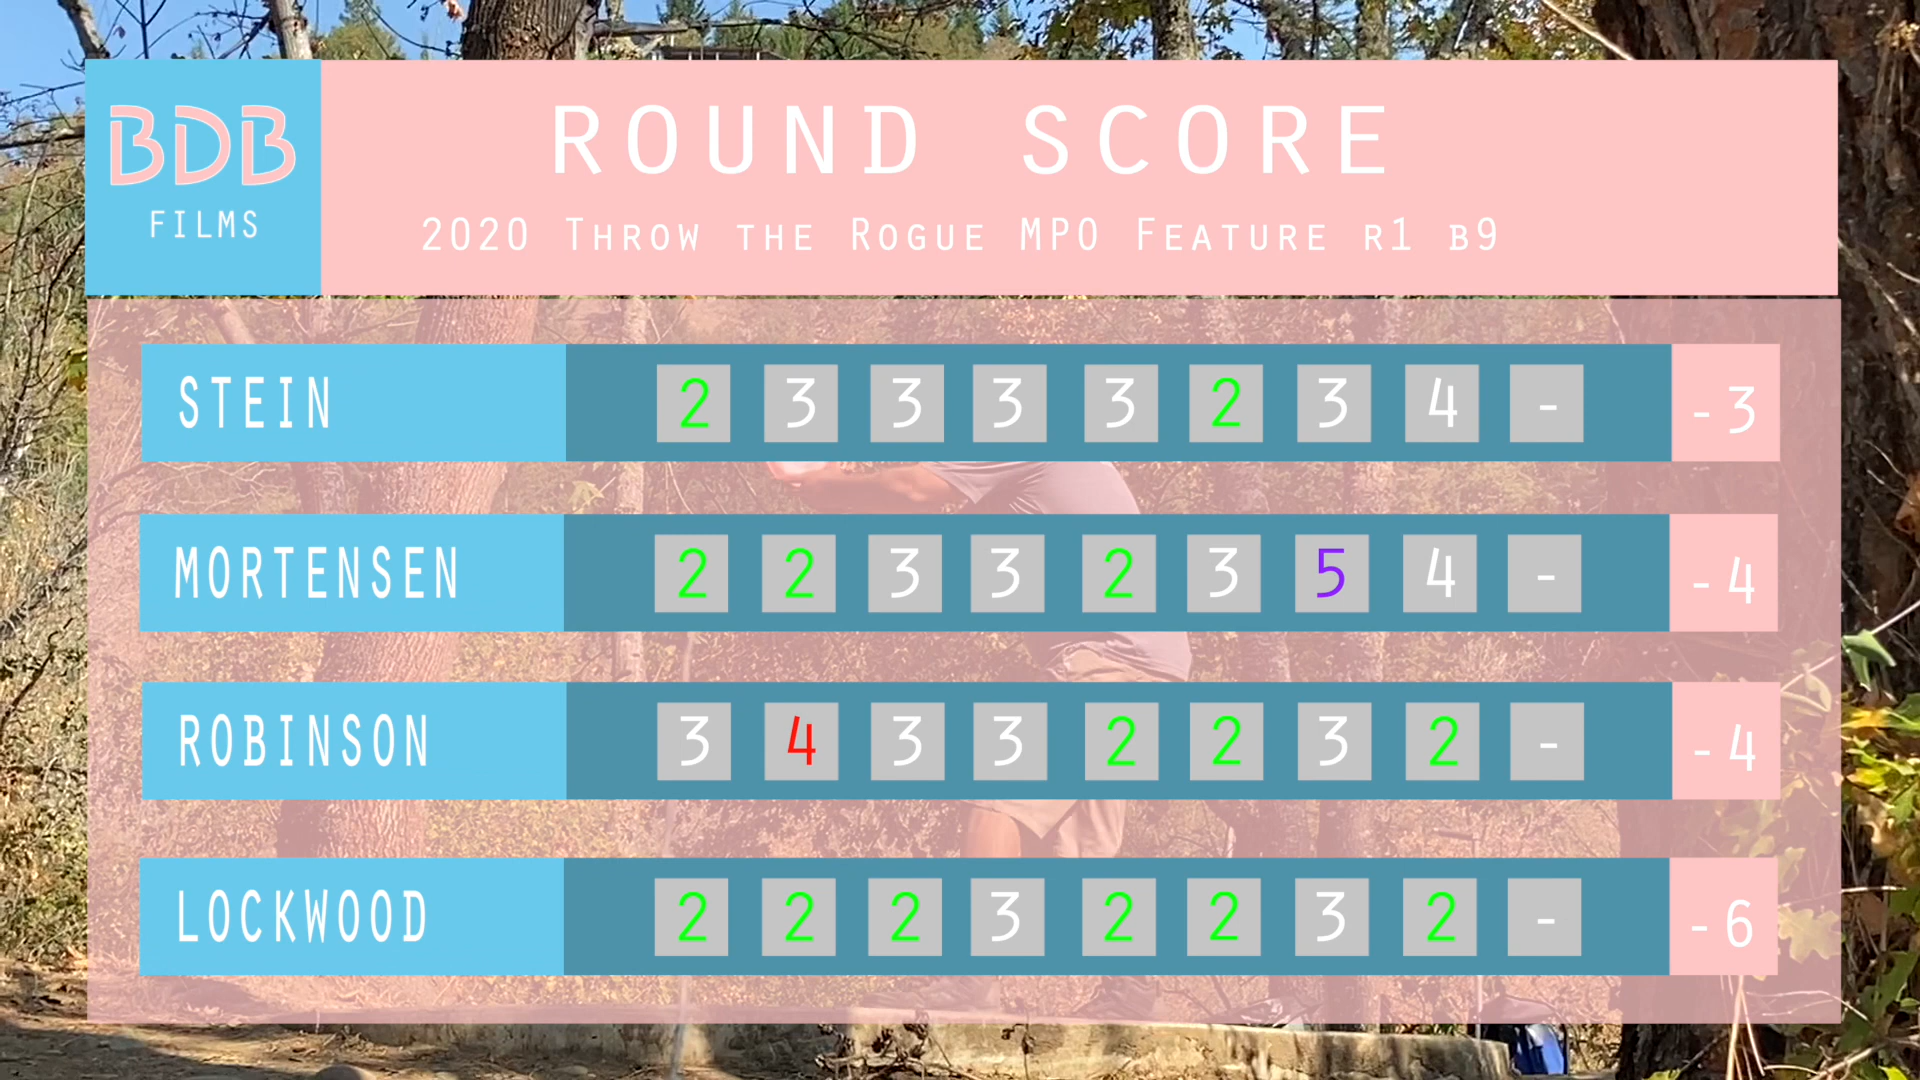 BDB
FILMS
ROUND SCORE
2020 THROW THE ROGUE MPO FEATURE R1 B9
STEIN 2 3 3 3 3 2 3 4 - -3
MORTENSEN 2 2 3 3 2 3 5 4 - -4
ROBINSON 3 4 3 3 2 2 3 2 - -4
LOCKWOOD 2 2 2 3 2 2 3 2 - -6